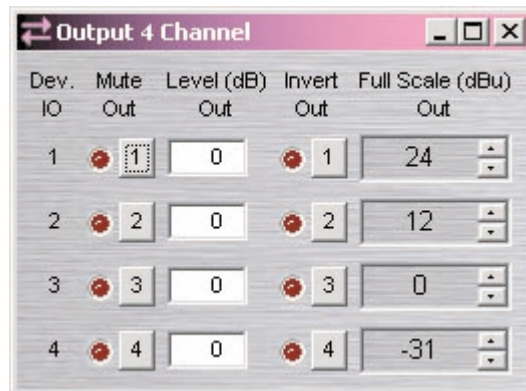 Output 4 Channel
Dev. Mute Level (dB) Invert Full Scale (dBu)
IO Out Out Out Out
1 1 0 1 24
2 2 0 2 12
3 3 0 3 0
4 4 0 4 -31